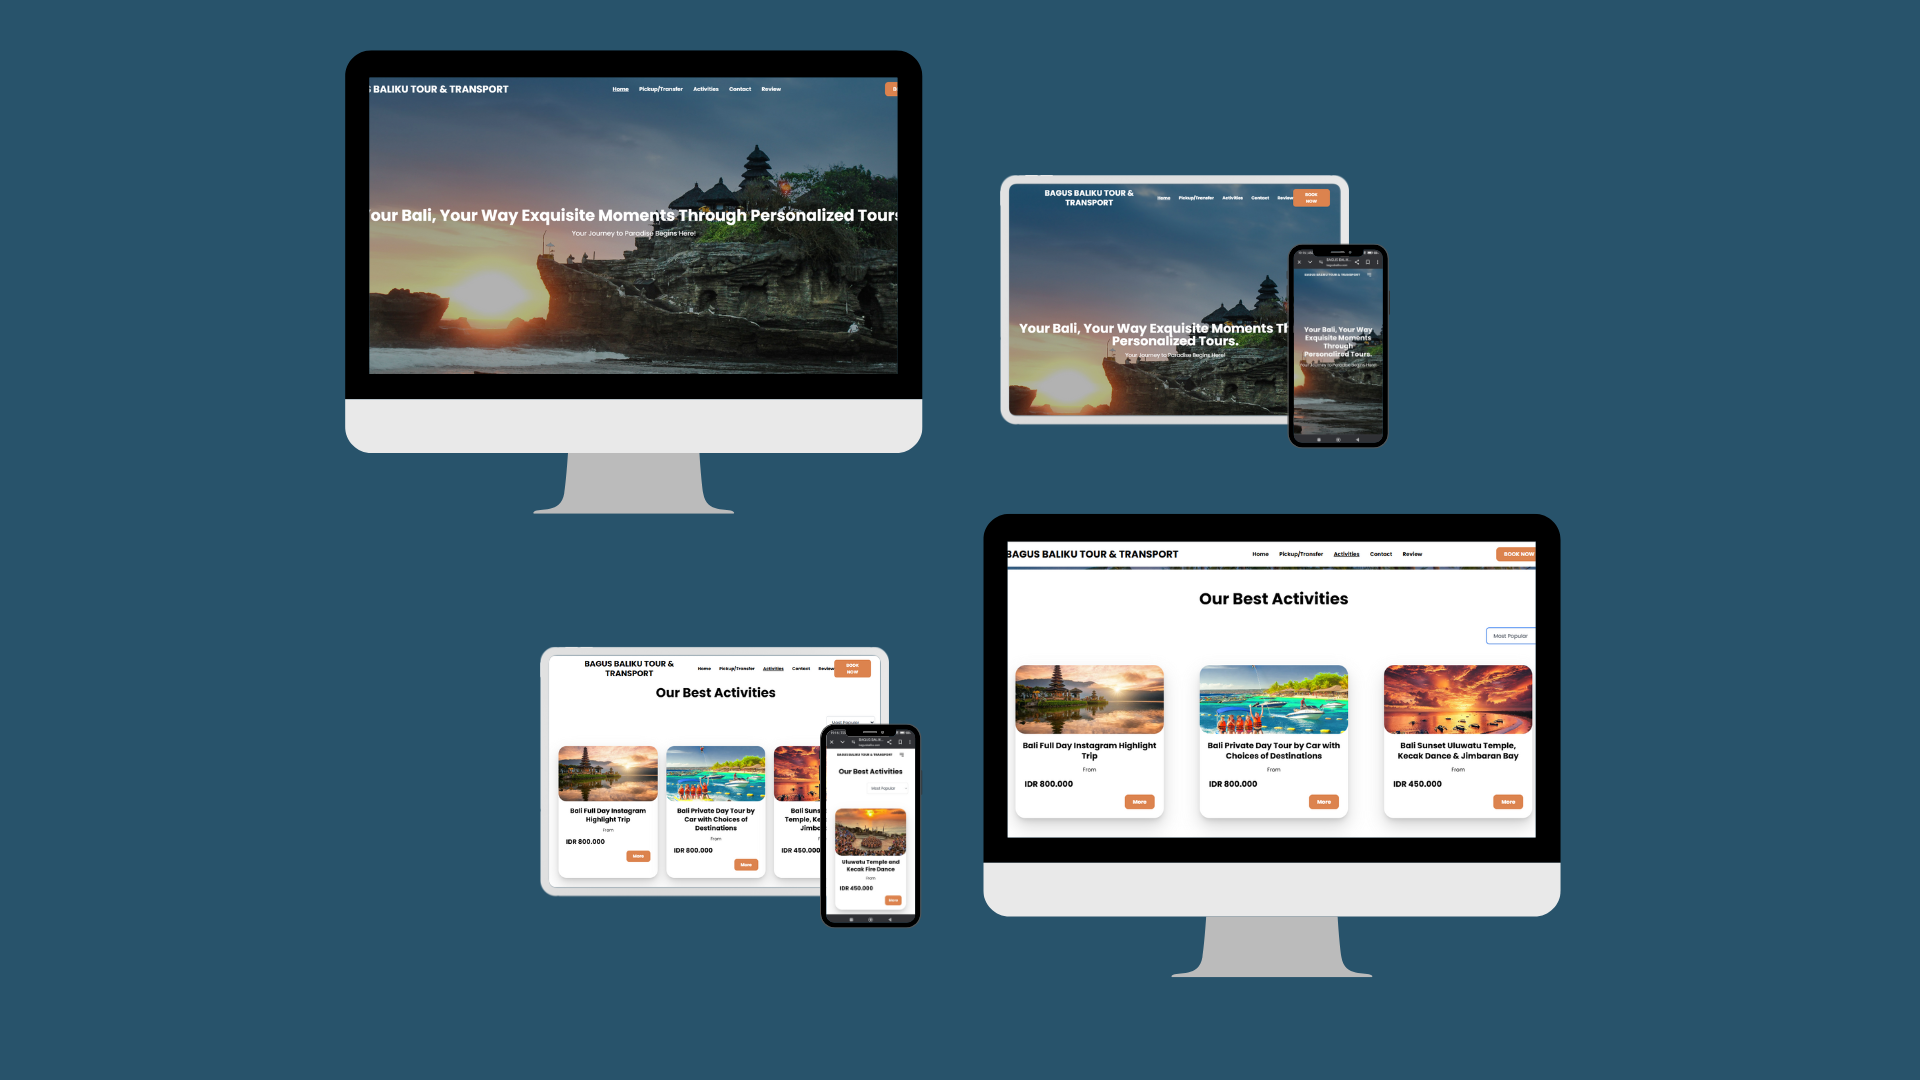 BALIKU TOUR & TRANSPORT
Home Pickup/Transfer Activities Contact Review
our Bali, Your Way Exquisite Moments Through Personalized Tours
Your Journey to Paradise Begins Here!
BAGUS BALIKU TOUR &
TRANSPORT
Home Pickup/Transfer Activities Contact Review
BOOK
NOW
Your Bali, Your Way Exquisite Moments Th
Personalized Tours.
Your Journey to Paradise Begins Here!
BAGUS BALIKU TOUR & TRANSPORT
Your Bali, Your Way
Exquisite Moments
Through
Personalized Tours.
Your Journey to Paradise Begins Here!
BAGUS BALIKU TOUR &
TRANSPORT
Home Pickup/Transfer Activities Contact Review
BOOK
NOW
Our Best Activities
Most Popular
Bali Full Day Instagram
Highlight Trip
From
IDR 800.000
More
Bali Private Day Tour by
Car with Choices of
Destinations
From
IDR 800.000
More
Bali Suns
Temple, Ke
Jimba
IDR 450.000
BAGUS BALIKU TOUR & TRANSPORT
Our Best Activities
Most Popular
Uluwatu Temple and
Kecak Fire Dance
From
IDR 450.000
More
BAGUS BALIKU TOUR & TRANSPORT
Home Pickup/Transfer Activities Contact Review
BOOK NOW
Our Best Activities
Most Popular
Bali Full Day Instagram Highlight
Trip
From
IDR 800.000
More
Bali Private Day Tour by Car with
Choices of Destinations
From
IDR 800.000
More
Bali Sunset Uluwatu Temple,
Kecak Dance & Jimbaran Bay
From
IDR 450.000
More